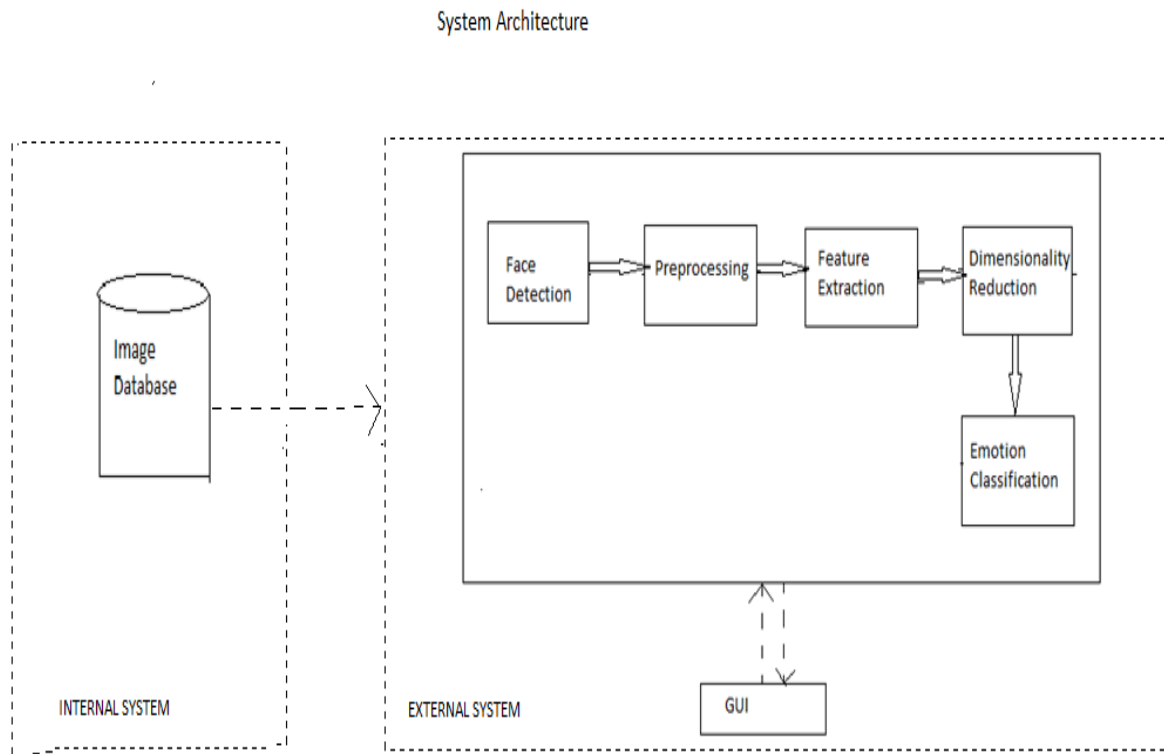 System Architecture
Image
Database
INTERNAL SYSTEM
Face
Detection
Preprocessing
Feature
Extraction
Dimensionality
Reduction
Emotion
Classification
GUI
EXTERNAL SYSTEM